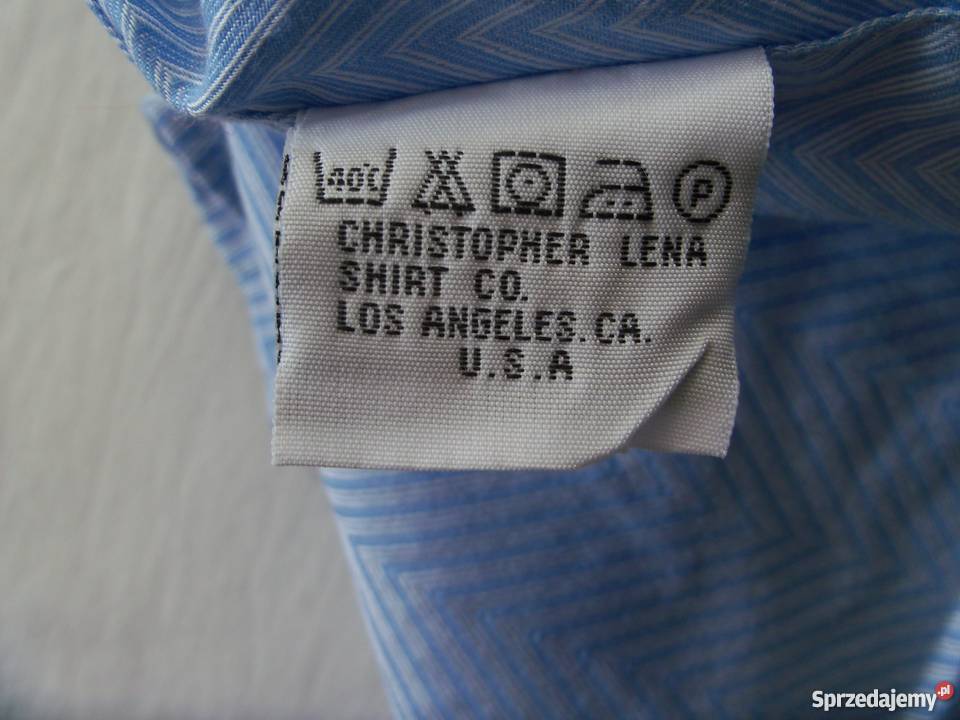 40°C
P
CHRISTOPHER LENA
SHIRT CO.
LOS ANGELES. CA.
U.S.A
Sprzedajemy.pl